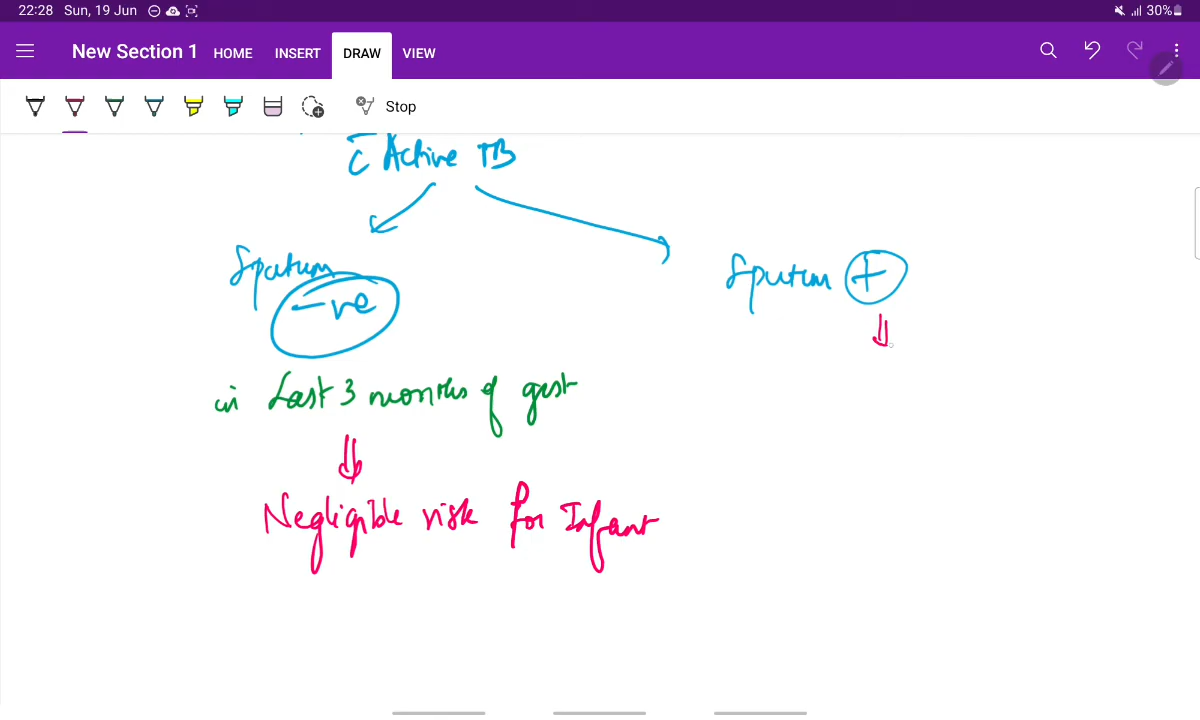 22:28 Sun, 19 Jun 30%
New Section 1 HOME INSERT DRAW VIEW
Stop
c̄ Active TB
Sputum
-ve
Sputum +
in Last 3 months of gest
Negligible risk for Infant